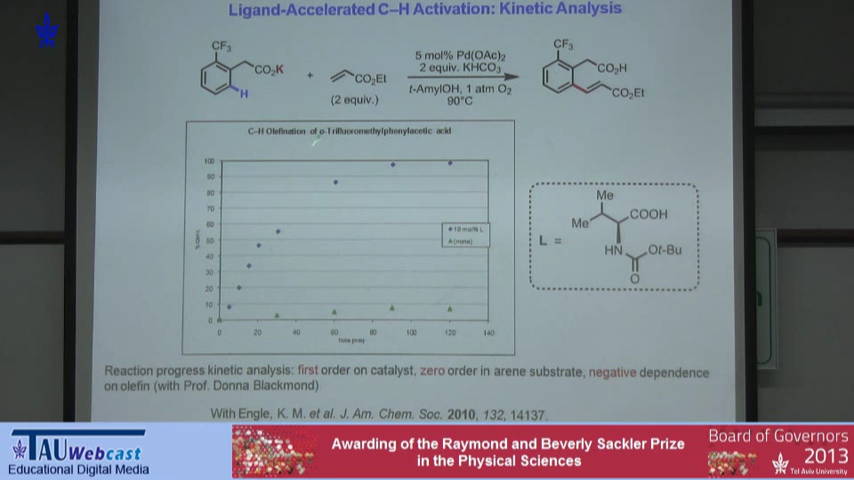 Ligand-Accelerated C–H Activation: Kinetic Analysis
CF3
CO2K
H
+
CO2Et
(2 equiv.)
5 mol% Pd(OAc)2
2 equiv. KHCO3
t-AmylOH, 1 atm O2
90°C
CF3
CO2H
CO2Et
C–H Olefination of o-Trifluoromethylphenylacetic acid
100
90
80
70
60
50
40
30
20
10
0
0 20 40 60 80 100 120 140
10 mol% L
(none)
L =
Me
Me
COOH
HN
Ot-Bu
O
Reaction progress kinetic analysis: first order on catalyst, zero order in arene substrate, negative dependence
on olefin (with Prof. Donna Blackmond)
With Engle, K. M. et al. J. Am. Chem. Soc. 2010, 132, 14137.
TAU Webcast
Educational Digital Media
Awarding of the Raymond and Beverly Sackler Prize
in the Physical Sciences
Board of Governors
2013
Tel Aviv University